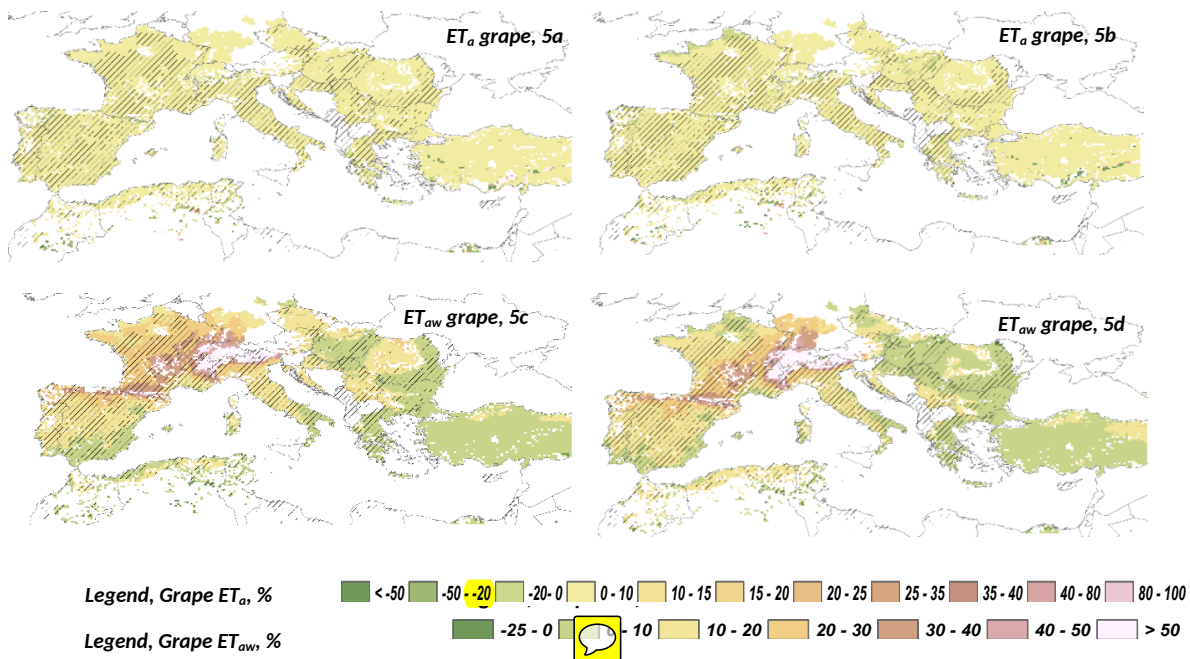 ETa grape, 5a
ETa grape, 5b
ETaw grape, 5c
ETaw grape, 5d
Legend, Grape ETa, % < -50 -50 - -20 -20- 0 0 - 10 10 - 15 15 - 20 20 - 25 25 - 35 35 - 40 40 - 80 80 - 100
Legend, Grape ETaw, % -25 - 0 - 10 10 - 20 20 - 30 30 - 40 40 - 50 > 50